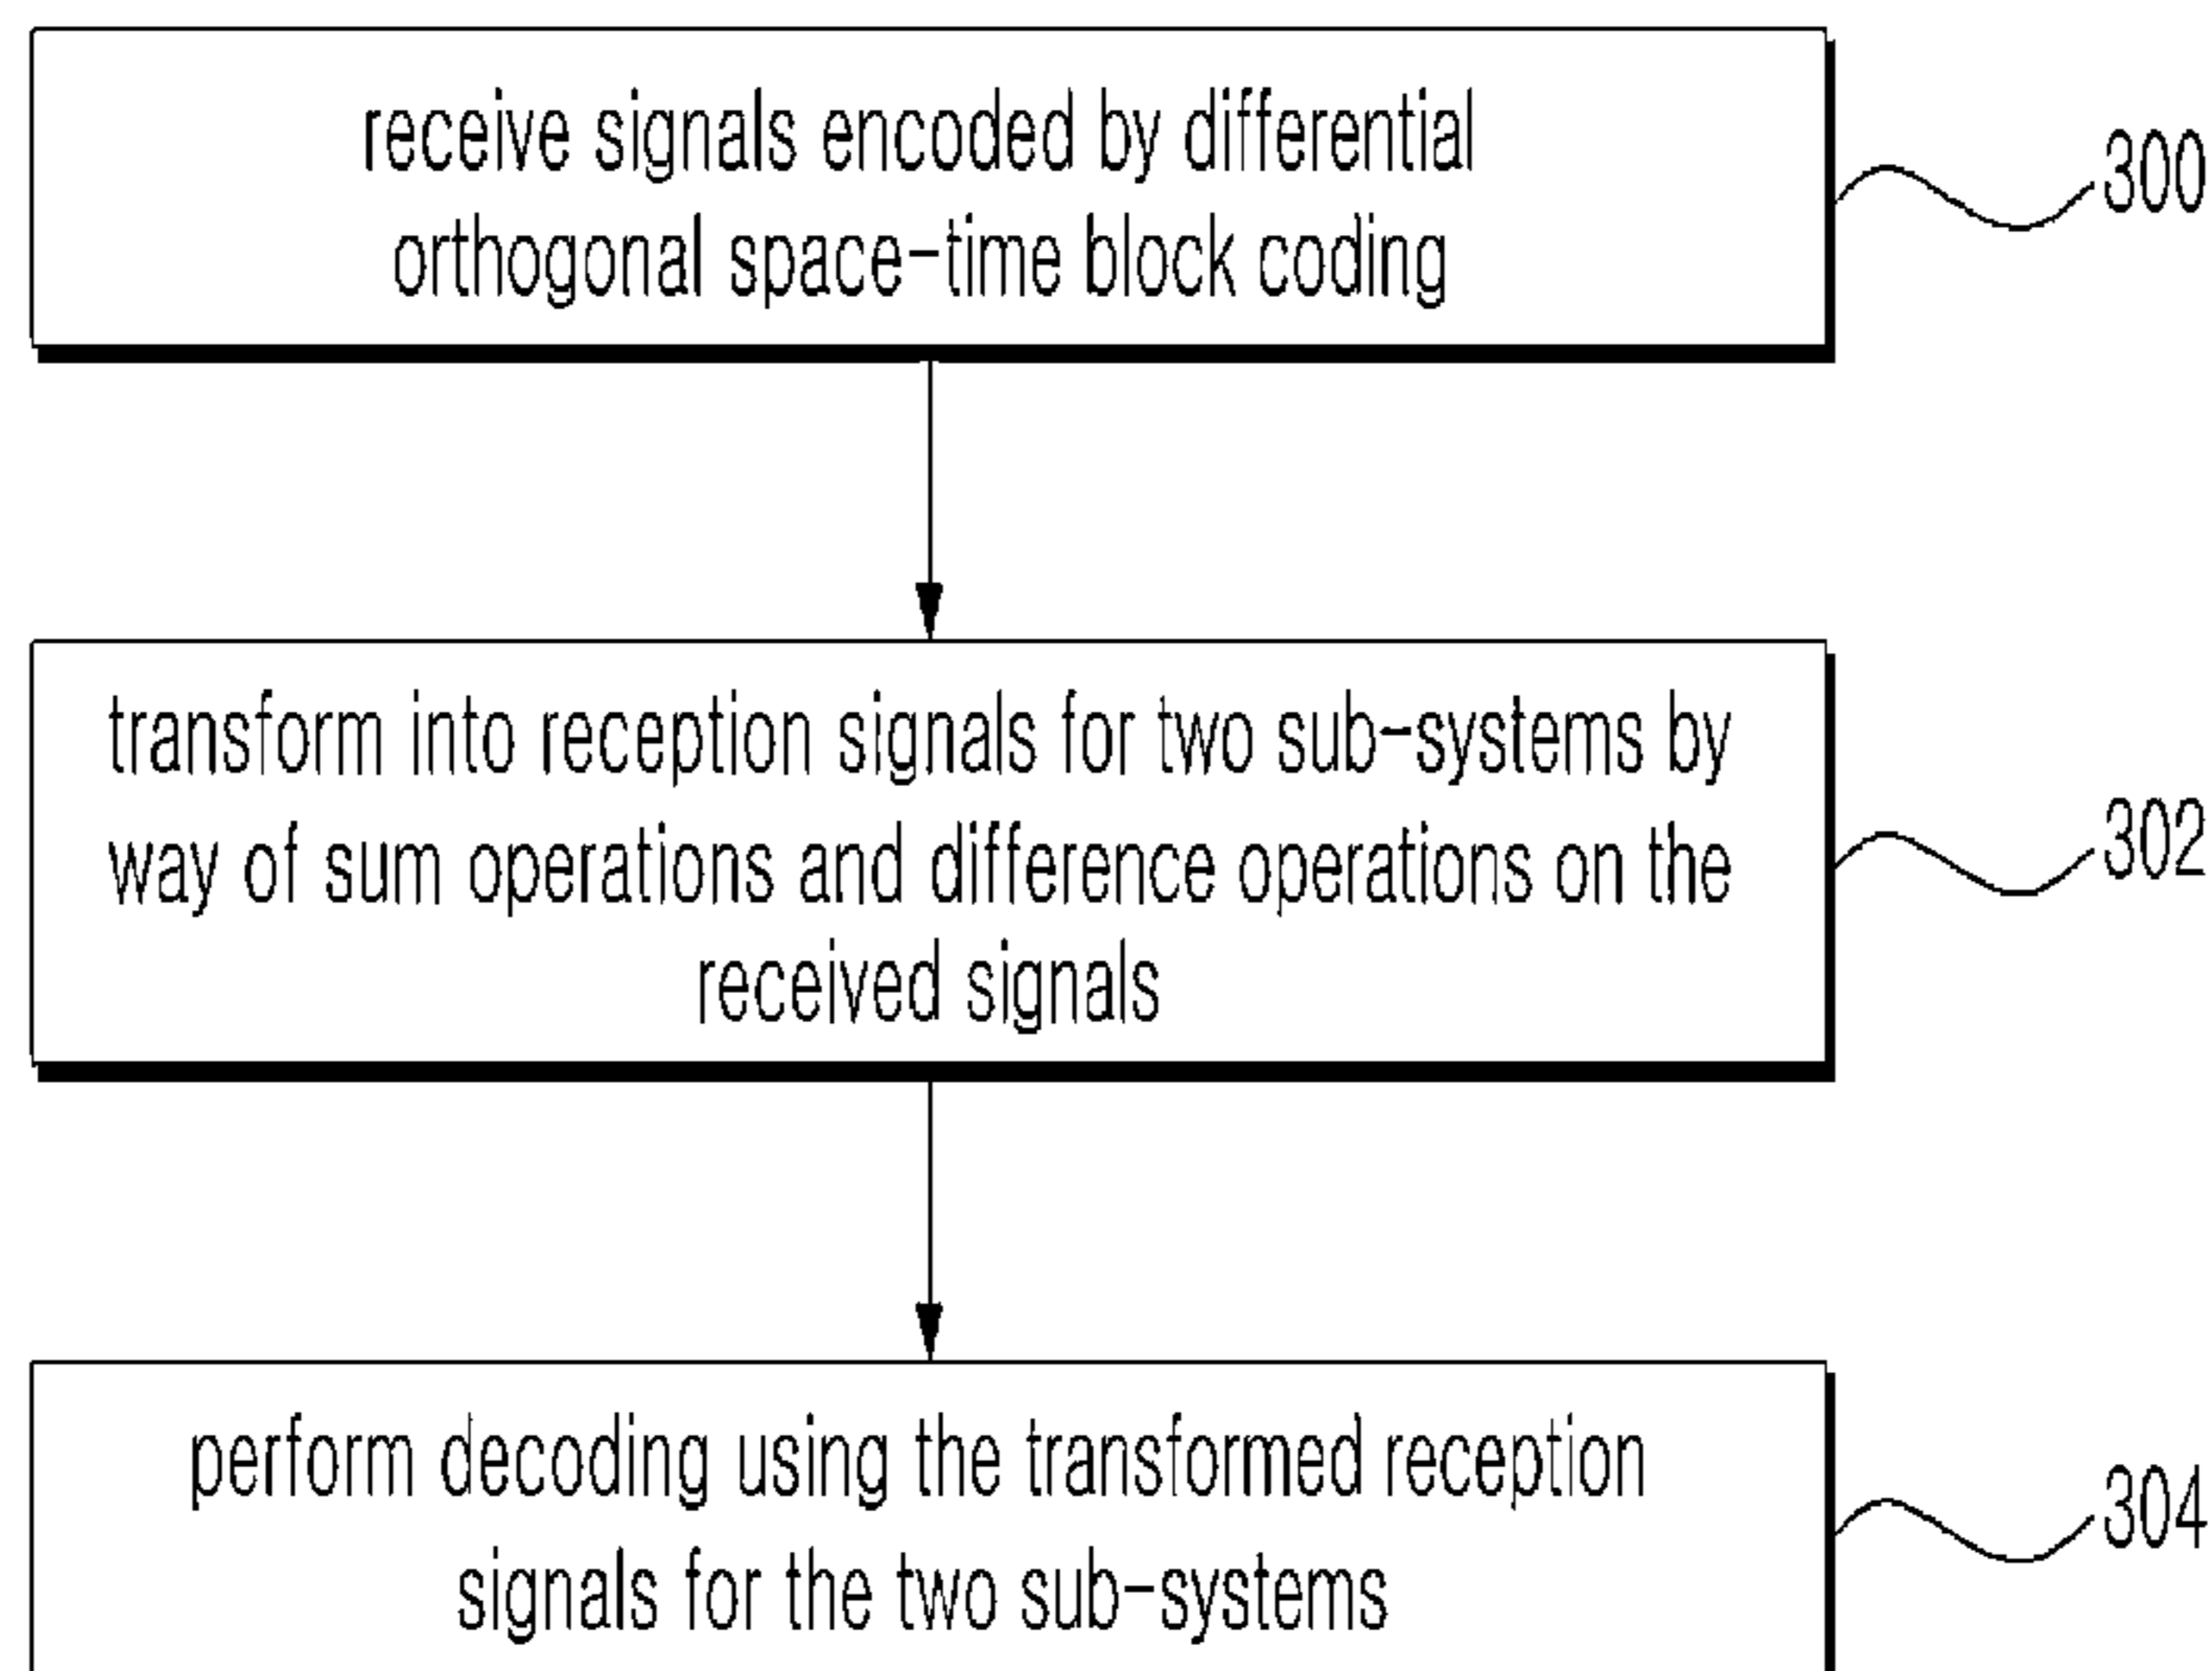 receive signals encoded by differential
orthogonal space-time block coding
300
transform into reception signals for two sub-systems by
way of sum operations and difference operations on the
received signals
302
perform decoding using the transformed reception
signals for the two sub-systems
304